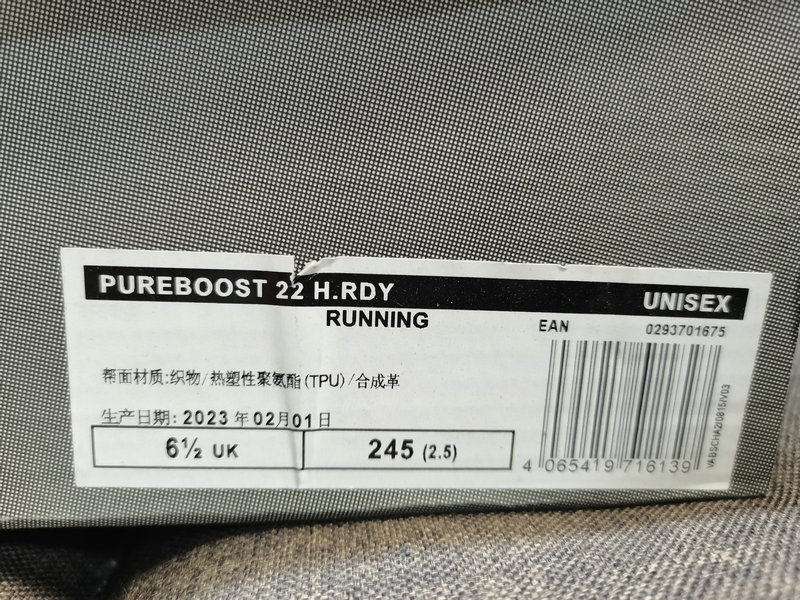 PUREBOOST 22 H.RDY
UNISEX
RUNNING
EAN
0293701675
帮面材质:织物/热塑性聚氨酯(TPU)/合成革
生产日期: 2023 年 02月01日
6½ UK
245 (2.5)
4 065419 716139